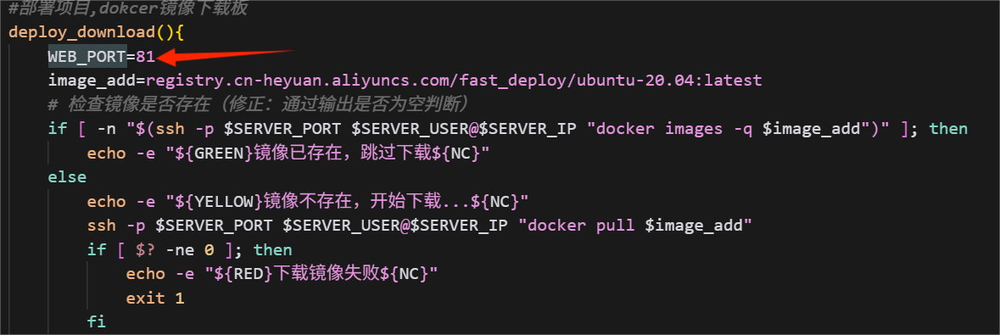 #部署项目,dokcer镜像下载板
deploy_download(){
WEB_PORT=81
image_add=registry.cn-heyuan.aliyuncs.com/fast_deploy/ubuntu-20.04:latest
# 检查镜像是否存在（修正：通过输出是否为空判断）
if [ -n "$(ssh -p $SERVER_PORT $SERVER_USER@$SERVER_IP "docker images -q $image_add")" ]; then
echo -e "${GREEN}镜像已存在，跳过下载${NC}"
else
echo -e "${YELLOW}镜像不存在，开始下载...${NC}"
ssh -p $SERVER_PORT $SERVER_USER@$SERVER_IP "docker pull $image_add"
if [ $? -ne 0 ]; then
echo -e "${RED}下载镜像失败${NC}"
exit 1
fi